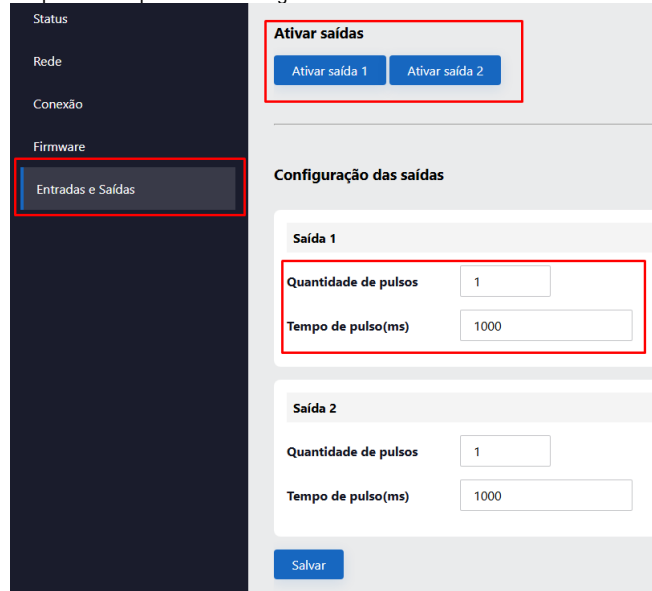 Status
Rede
Conexão
Firmware
Entradas e Saídas
Ativar saídas
Ativar saída 1
Ativar saída 2
Configuração das saídas
Saída 1
Quantidade de pulsos 1
Tempo de pulso(ms) 1000
Saída 2
Quantidade de pulsos 1
Tempo de pulso(ms) 1000
Salvar